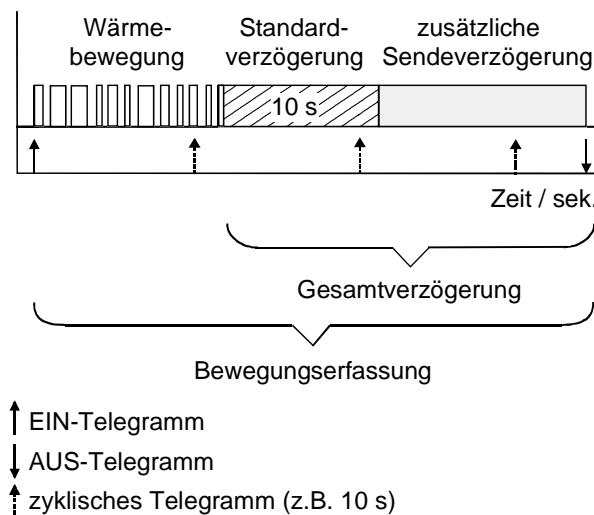 Wärme-
bewegung
Standard-
verzögerung
zusätzliche
Sendeverzögerung
10 s
Zeit / sek.
Gesamtverzögerung
Bewegungserfassung
EIN-Telegramm
AUS-Telegramm
zyklisches Telegramm (z.B. 10 s)